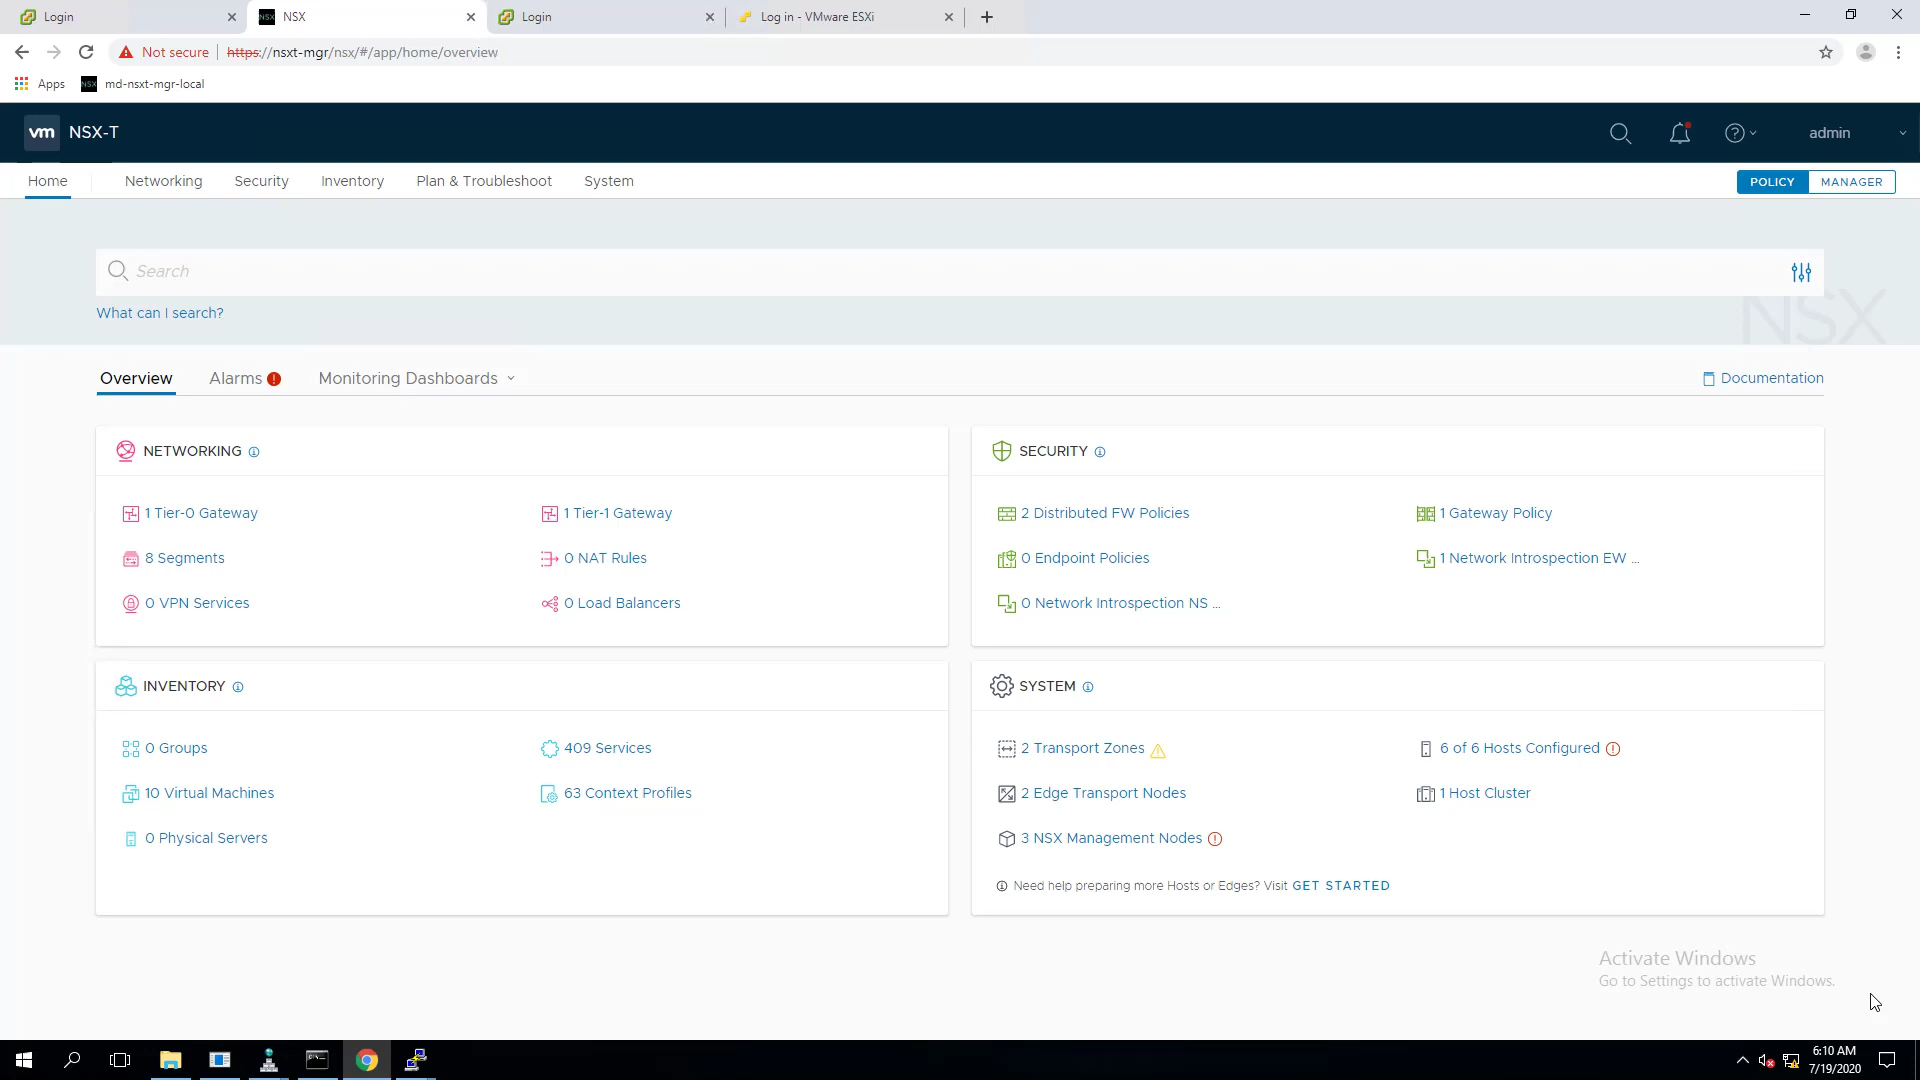 Login
NSX
Login
Log in - VMware ESXi
Not secure
https://nsxt-mgr/nsx/#/app/home/overview
Apps
NSX
md-nsxt-mgr-local
vm NSX-T
admin
Home
Networking
Security
Inventory
Plan & Troubleshoot
System
POLICY
MANAGER
Search
What can I search?
NSX
Overview
Alarms
Monitoring Dashboards
Documentation
NETWORKING
1 Tier-0 Gateway
1 Tier-1 Gateway
8 Segments
0 NAT Rules
0 VPN Services
0 Load Balancers
SECURITY
2 Distributed FW Policies
1 Gateway Policy
0 Endpoint Policies
1 Network Introspection EW ...
0 Network Introspection NS ...
INVENTORY
0 Groups
409 Services
10 Virtual Machines
63 Context Profiles
0 Physical Servers
SYSTEM
2 Transport Zones
6 of 6 Hosts Configured
2 Edge Transport Nodes
1 Host Cluster
3 NSX Management Nodes
Need help preparing more Hosts or Edges? Visit GET STARTED
Activate Windows
Go to Settings to activate Windows.
6:10 AM
7/19/2020